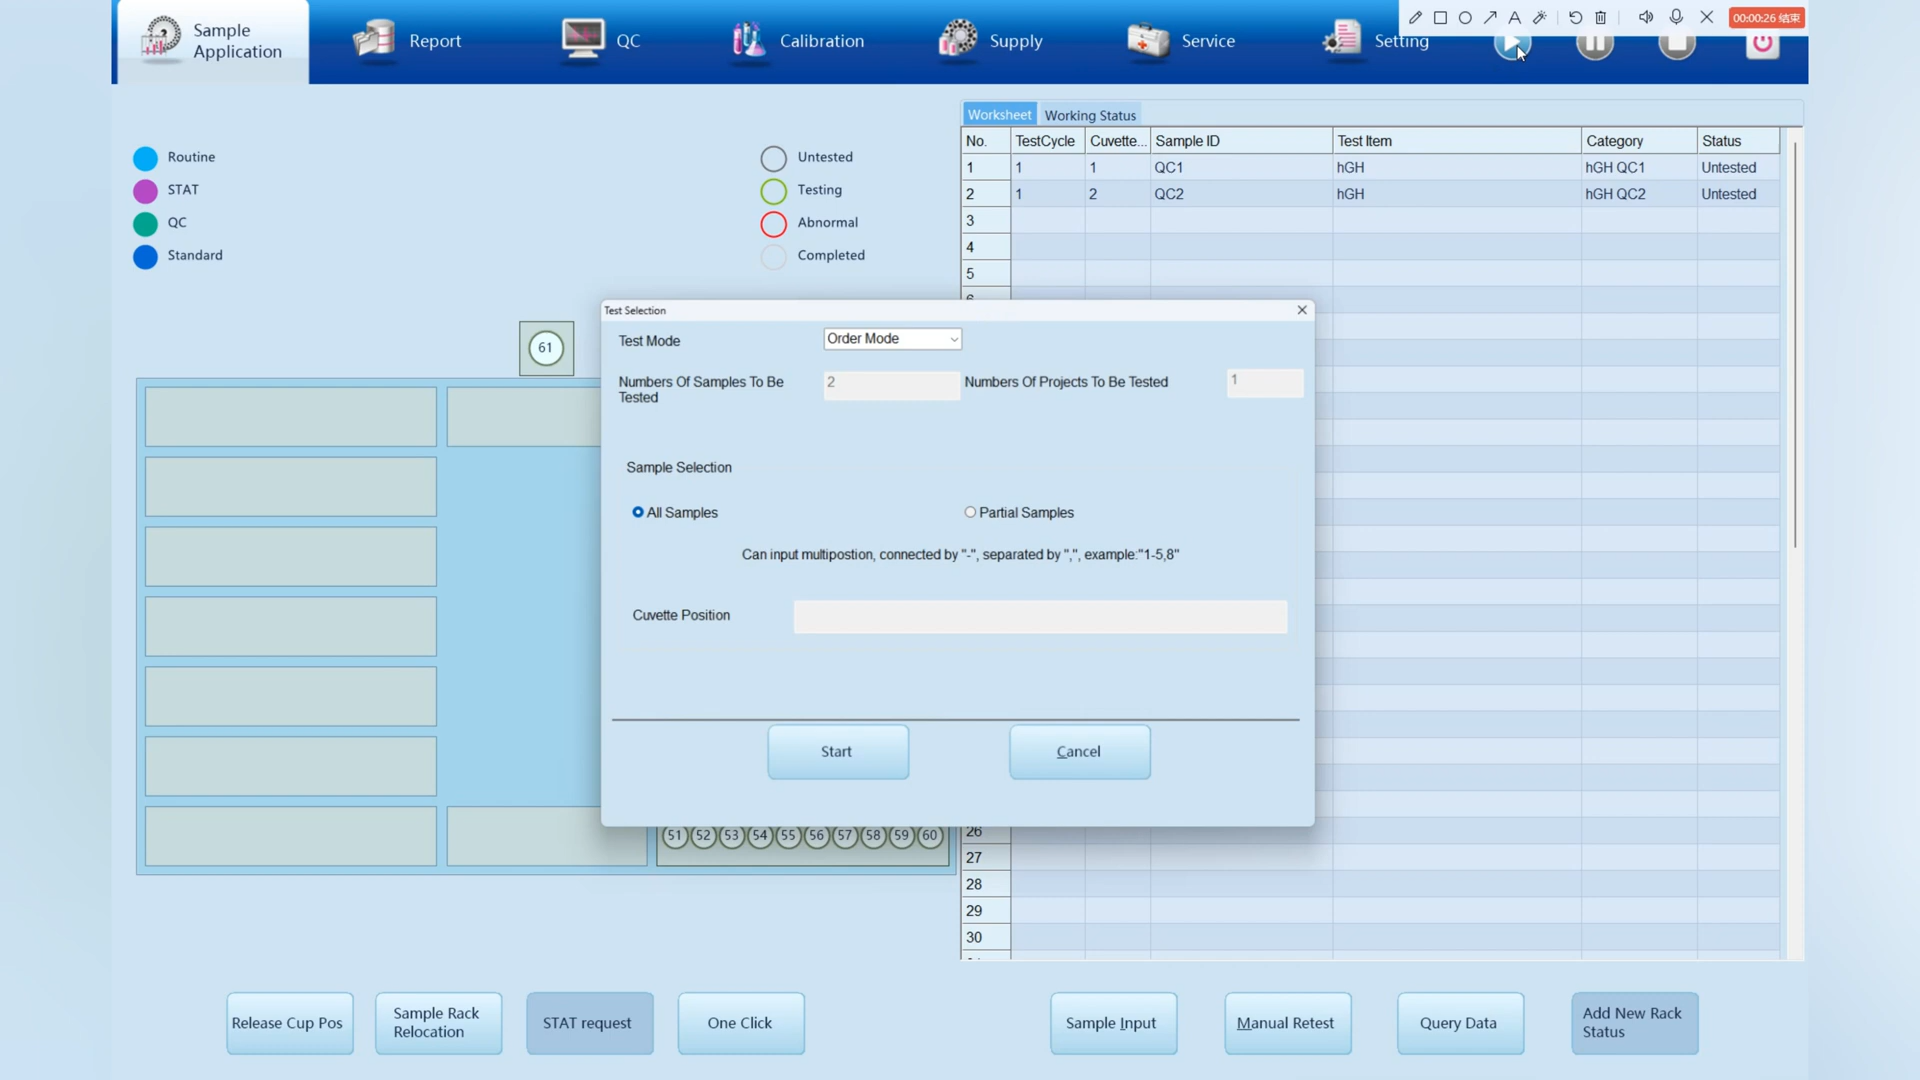 Sample
Application
Report
QC
Calibration
Supply
Service
Setting
00:00:26 结束
Routine
STAT
QC
Standard
Untested
Testing
Abnormal
Completed
Worksheet
Working Status
No. TestCycle Cuvette... Sample ID Test Item Category Status
1 1 1 QC1 hGH hGH QC1 Untested
2 1 2 QC2 hGH hGH QC2 Untested
3
4
5
61
Test Selection
Test Mode
Order Mode
Numbers Of Samples To Be
Tested
2
Numbers Of Projects To Be Tested
1
Sample Selection
All Samples
Partial Samples
Can input multipostion, connected by "-", separated by ",", example:"1-5,8"
Cuvette Position
Start
Cancel
51 52 53 54 55 56 57 58 59 60
26
27
28
29
30
Release Cup Pos
Sample Rack
Relocation
STAT request
One Click
Sample Input
Manual Retest
Query Data
Add New Rack
Status